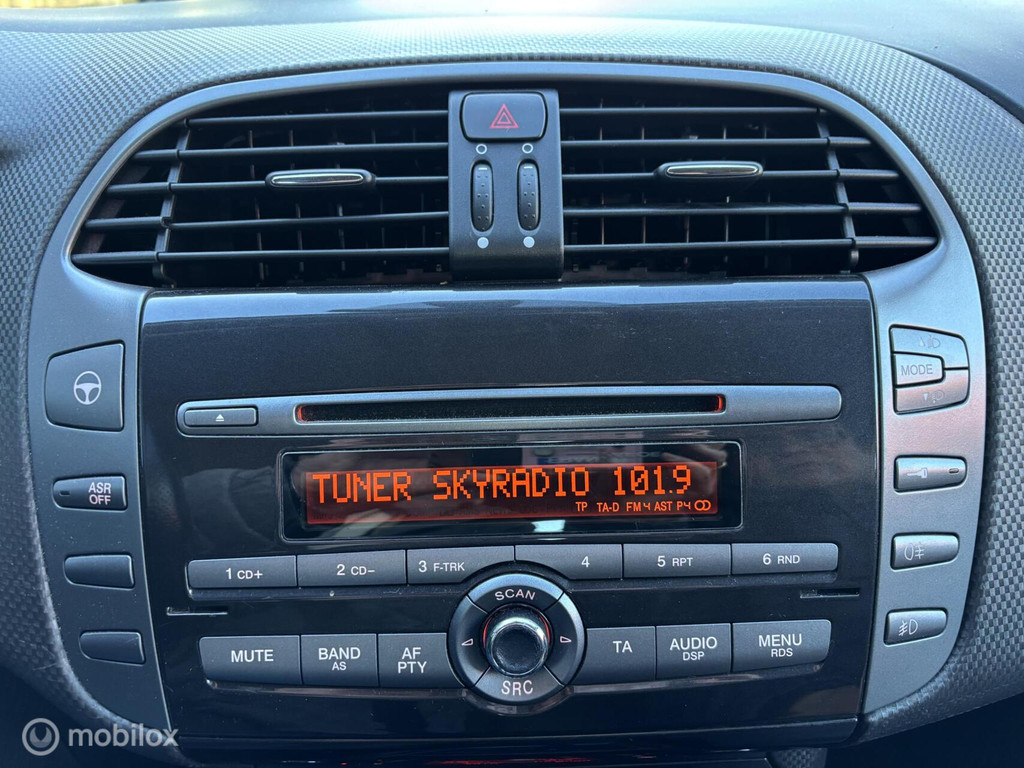 MODE
ASR
OFF
TUNER SKYRADIO 101.9
TP TA-D FM4 AST P4
1 CD+
2 CD-
3 F-TRK
4
5 RPT
6 RND
SCAN
MUTE
BAND
AS
AF
PTY
SRC
TA
AUDIO
DSP
MENU
RDS
mobilox